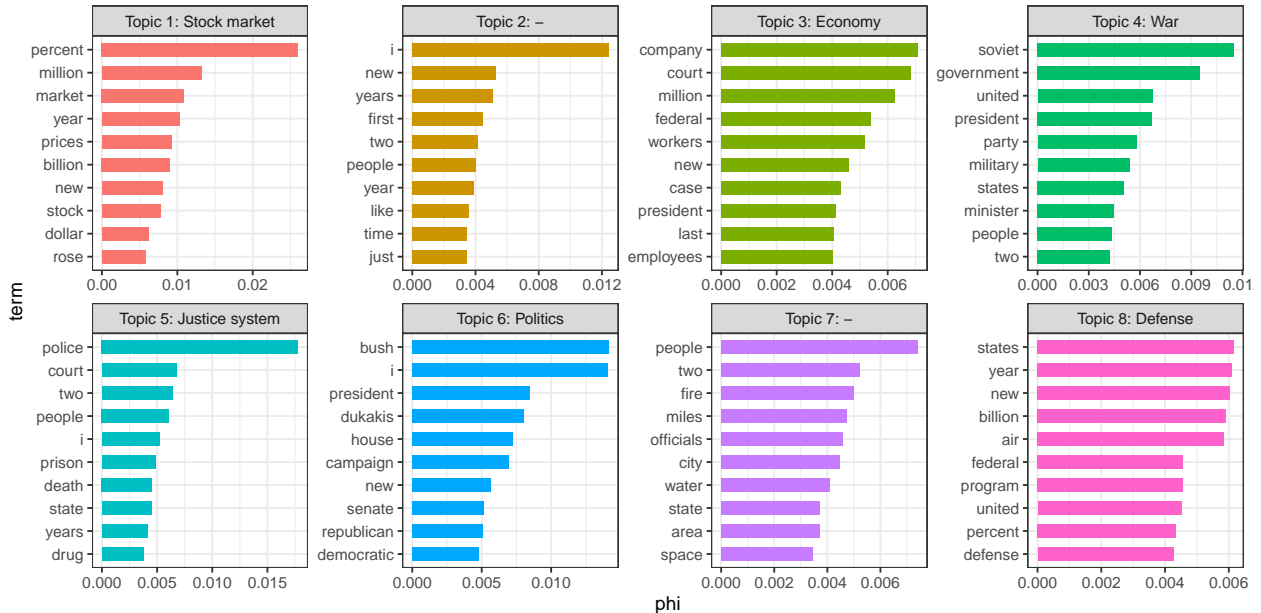 Topic 1: Stock market
percent
million
market
year
prices
billion
new
stock
dollar
rose
0.00 0.01 0.02
Topic 2: –
i
new
years
first
two
people
year
like
time
just
0.000 0.004 0.008 0.012
Topic 3: Economy
company
court
million
federal
workers
new
case
president
last
employees
0.000 0.002 0.004 0.006
Topic 4: War
soviet
government
united
president
party
military
states
minister
people
two
0.000 0.003 0.006 0.009 0.01
term
Topic 5: Justice system
police
court
two
people
i
prison
death
state
years
drug
0.000 0.005 0.010 0.015
Topic 6: Politics
bush
i
president
dukakis
house
campaign
new
senate
republican
democratic
0.000 0.005 0.010
Topic 7: –
people
two
fire
miles
officials
city
water
state
area
space
0.000 0.002 0.004 0.006
Topic 8: Defense
states
year
new
billion
air
federal
program
united
percent
defense
0.000 0.002 0.004 0.006
phi